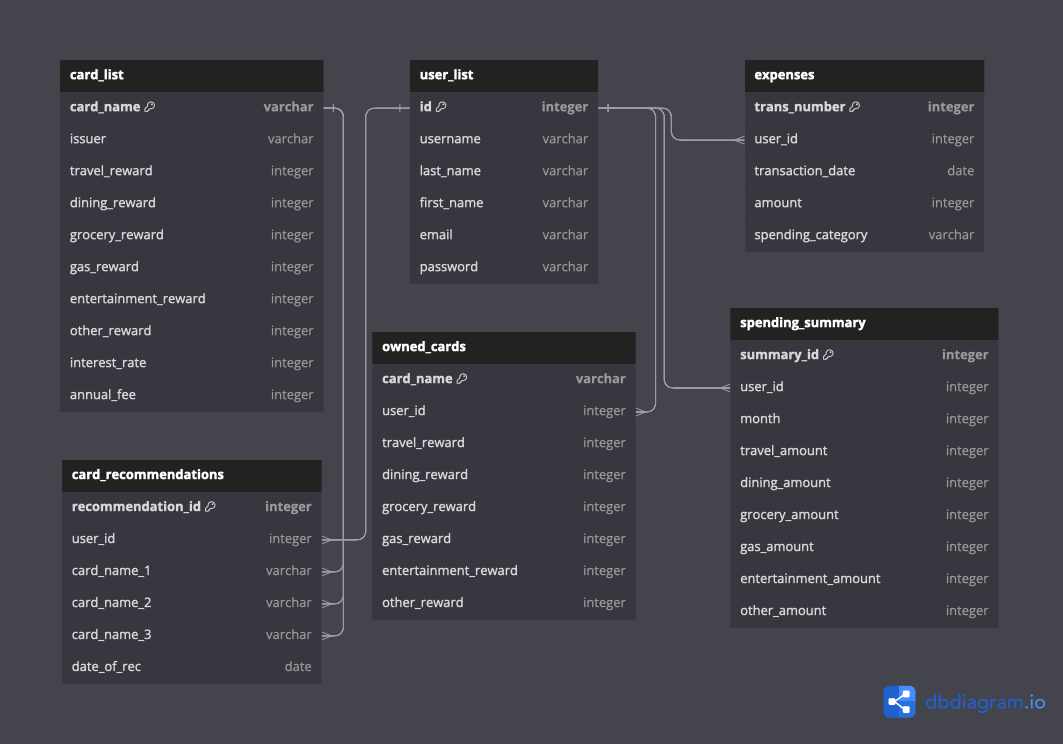 card_list
card_name varchar
issuer varchar
travel_reward integer
dining_reward integer
grocery_reward integer
gas_reward integer
entertainment_reward integer
other_reward integer
interest_rate integer
annual_fee integer
user_list
id integer
username varchar
last_name varchar
first_name varchar
email varchar
password varchar
expenses
trans_number integer
user_id integer
transaction_date date
amount integer
spending_category varchar
card_recommendations
recommendation_id integer
user_id integer
card_name_1 varchar
card_name_2 varchar
card_name_3 varchar
date_of_rec date
owned_cards
card_name varchar
user_id integer
travel_reward integer
dining_reward integer
grocery_reward integer
gas_reward integer
entertainment_reward integer
other_reward integer
spending_summary
summary_id integer
user_id integer
month integer
travel_amount integer
dining_amount integer
grocery_amount integer
gas_amount integer
entertainment_amount integer
other_amount integer
dbdiagram.io